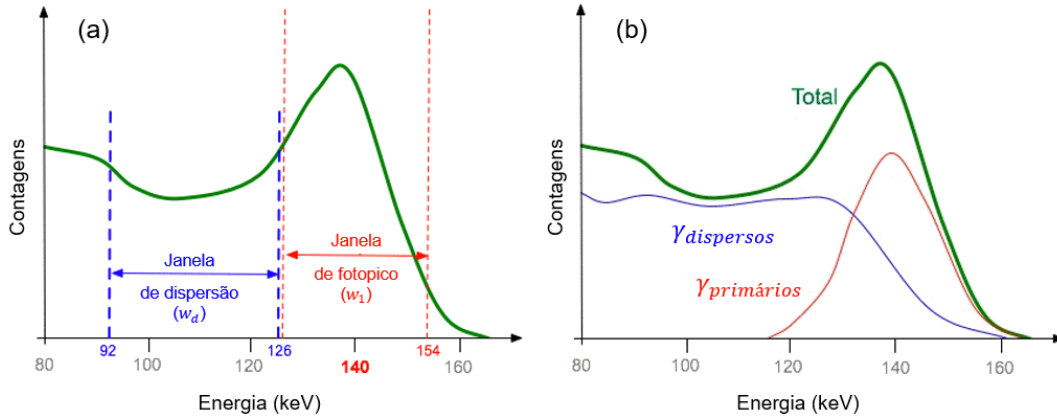 (a)
Contagens
Janela
de dispersão
(w_d)
Janela
de fotopico
(w_1)
92
126
154
80
100
120
140
160
Energia (keV)
(b)
Contagens
Total
γ_dispersos
γ_primários
80
100
120
140
160
Energia (keV)